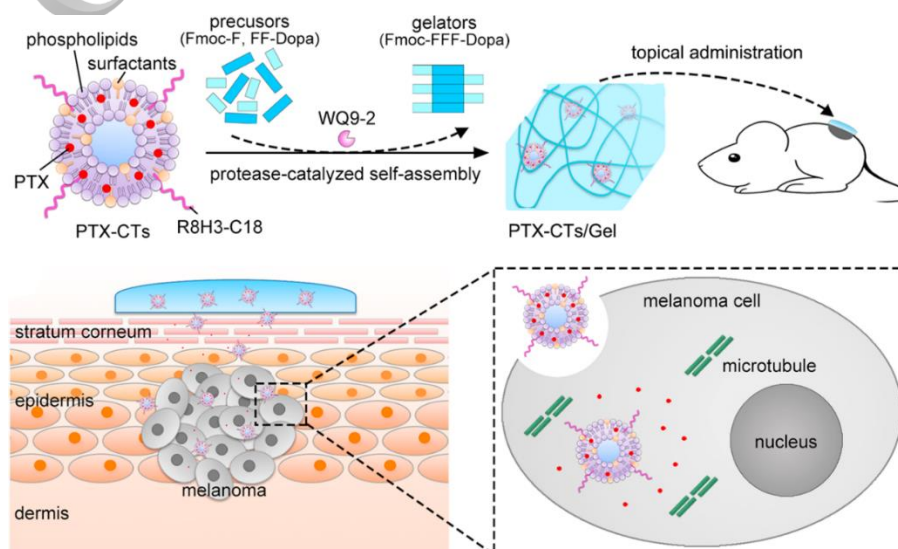 precusors
(Fmoc-F, FF-Dopa)
gelators
(Fmoc-FFF-Dopa)
phospholipids
surfactants
topical administration
WQ9-2
PTX
protease-catalyzed self-assembly
R8H3-C18
PTX-CTs
PTX-CTs/Gel
melanoma cell
stratum corneum
microtubule
epidermis
nucleus
melanoma
dermis